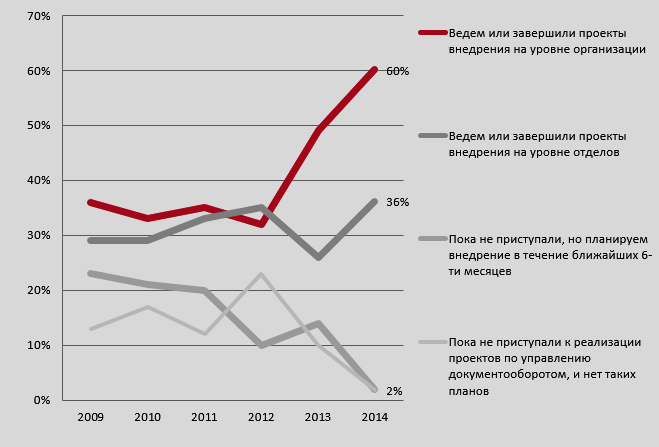 70%
60%
50%
40%
30%
20%
10%
0%
2009 2010 2011 2012 2013 2014
60%
36%
2%
Ведем или завершили проекты
внедрения на уровне организации
Ведем или завершили проекты
внедрения на уровне отделов
Пока не приступали, но планируем
внедрение в течение ближайших 6-
ти месяцев
Пока не приступали к реализации
проектов по управлению
документооборотом, и нет таких
планов